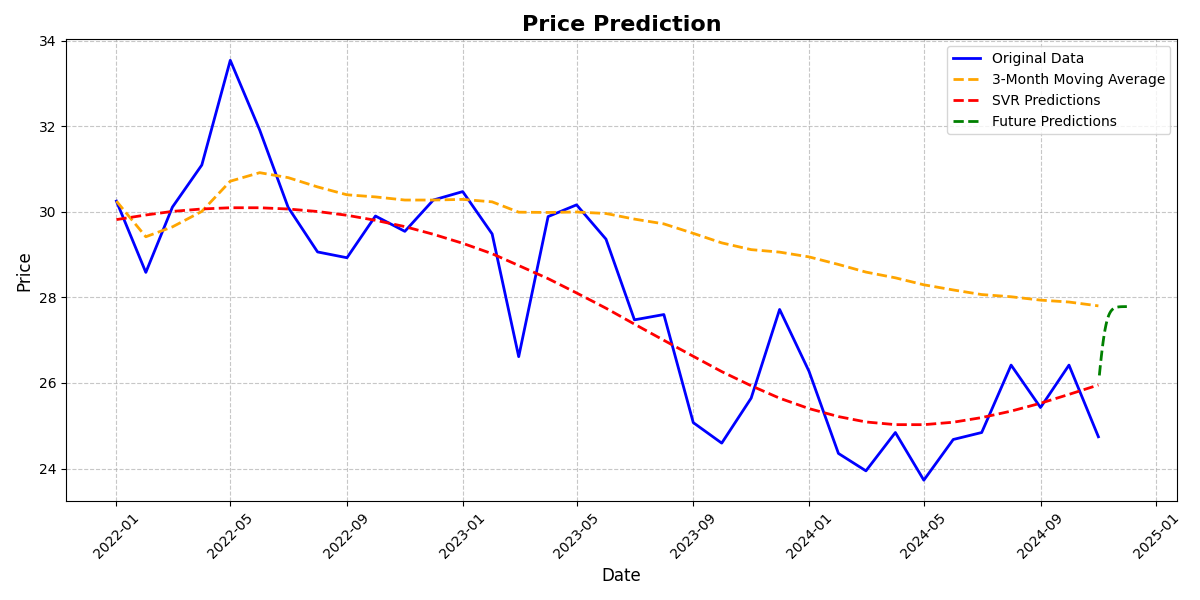 Price Prediction
Original Data
3-Month Moving Average
SVR Predictions
Future Predictions
Price
34
32
30
28
26
24
2022-01
2022-05
2022-09
2023-01
2023-05
2023-09
2024-01
2024-05
2024-09
2025-01
Date